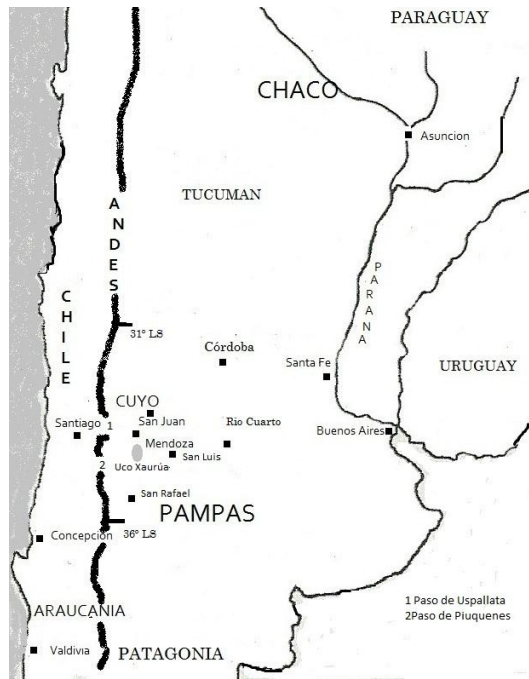 PARAGUAY
CHACO
Asuncion
TUCUMAN
ANDES
PARANA
CHILE
31º LS
Córdoba
Santa Fe
URUGUAY
CUYO
Santiago
1
San Juan
Rio Cuarto
Buenos Aires
Mendoza
2
Uco Xaurúa
San Luis
San Rafael
PAMPAS
36º LS
Concepción
1 Paso de Uspallata
2Paso de Piuquenes
ARAUCANIA
Valdivia
PATAGONIA